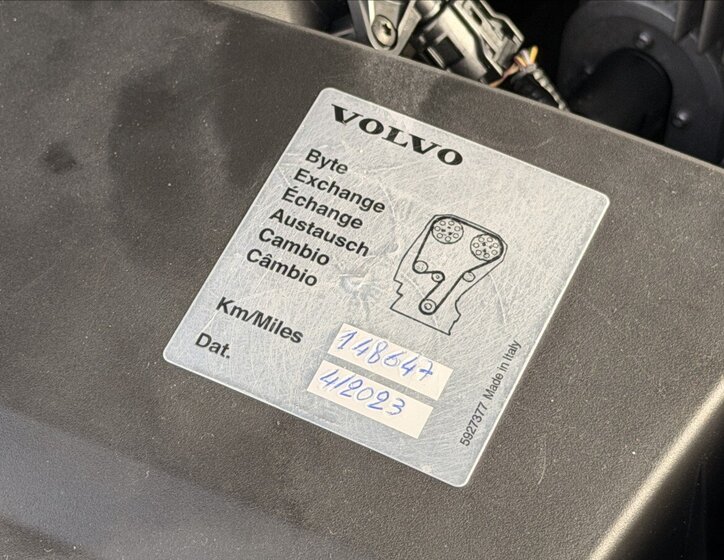 VOLVO
Byte
Exchange
Échange
Austausch
Cambio
Câmbio
Km/Miles 148647
Dat. 4/2023
5927377 Made in Italy